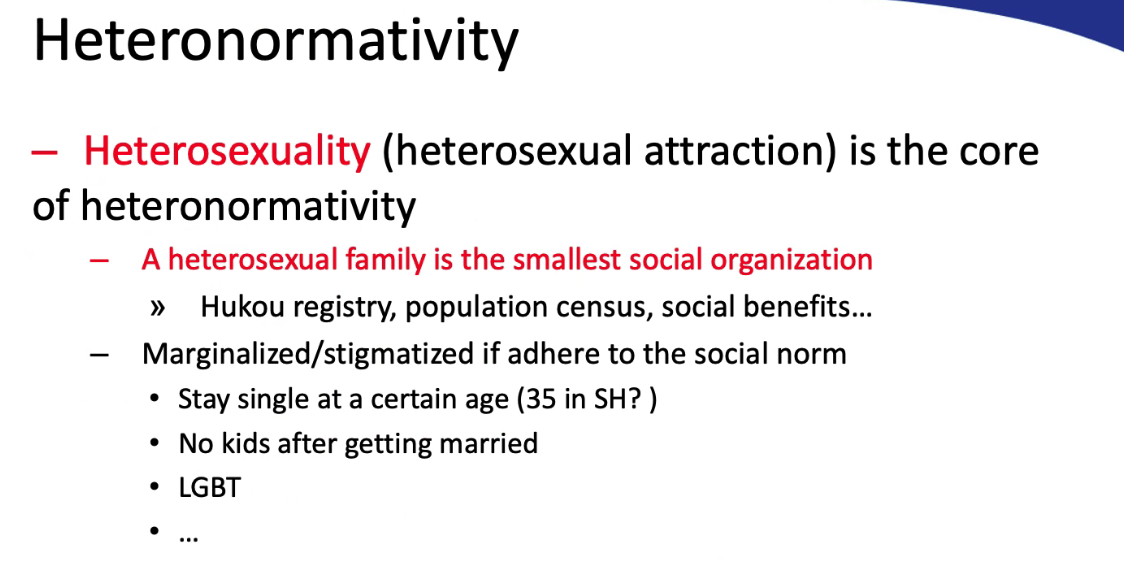 Heteronormativity
– Heterosexuality (heterosexual attraction) is the core
of heteronormativity
– A heterosexual family is the smallest social organization
» Hukou registry, population census, social benefits...
– Marginalized/stigmatized if adhere to the social norm
• Stay single at a certain age (35 in SH? )
• No kids after getting married
• LGBT
• ...